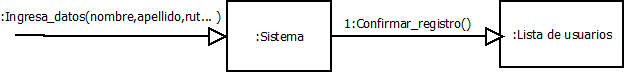 :Ingresa_datos(nombre,apellido,rut... )
:Sistema
1:Confirmar_registro()
:Lista de usuarios